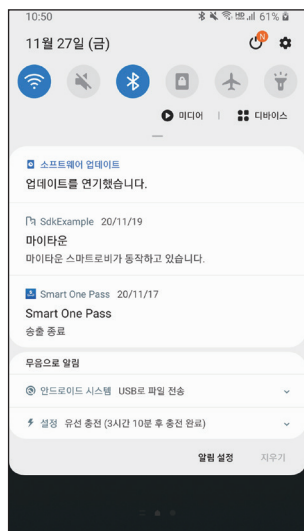 10:50 61%
11월 27일 (금) N
미디어 | 디바이스
소프트웨어 업데이트
업데이트를 연기했습니다.
SdkExample 20/11/19
마이타운
마이타운 스마트로비가 동작하고 있습니다.
Smart One Pass 20/11/17
Smart One Pass
송출 종료
무음으로 알림
안드로이드 시스템 USB로 파일 전송
설정 유선 충전 (3시간 10분 후 충전 완료)
알림 설정 지우기